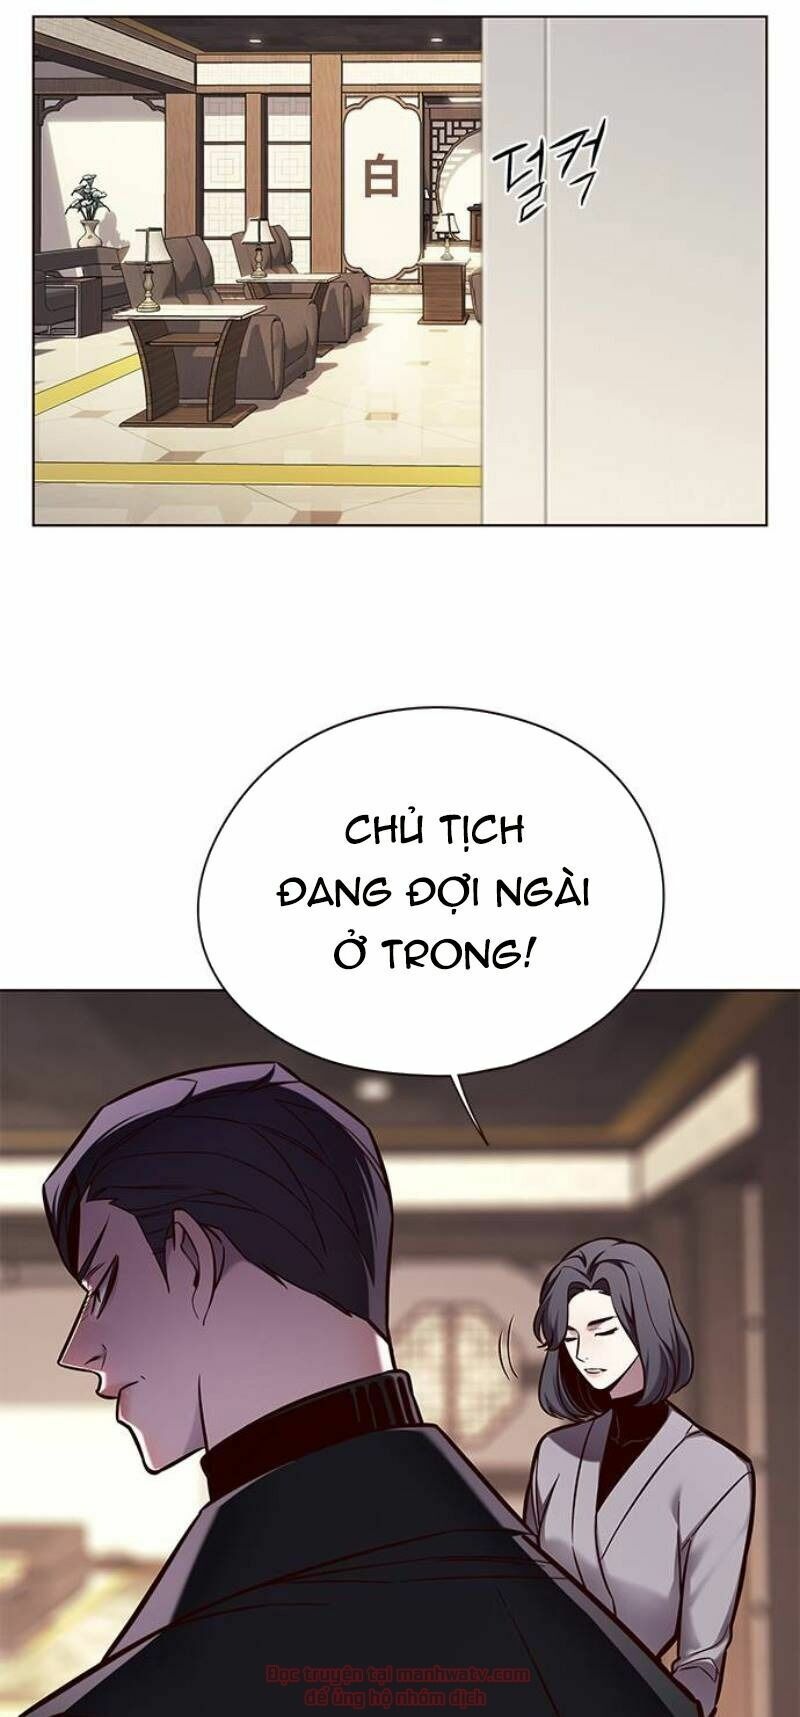 白
덜컥
CHỦ TỊCH
ĐANG ĐỢI NGÀI
Ở TRONG!
Đọc truyện tại manhwatv.com
để ủng hộ nhóm dịch